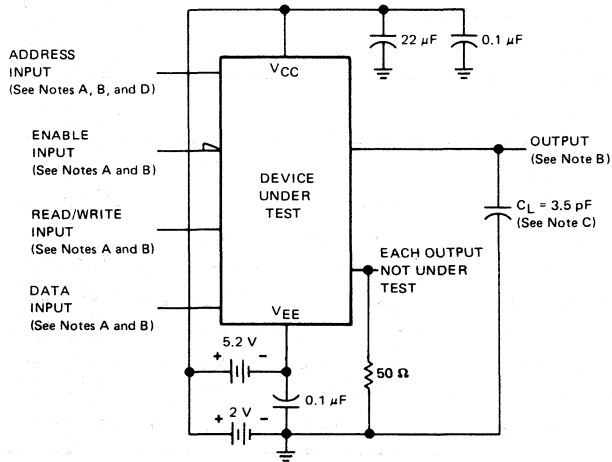 22 µF
0.1 µF
ADDRESS
INPUT
(See Notes A, B, and D)
VCC
ENABLE
INPUT
(See Notes A and B)
OUTPUT
(See Note B)
DEVICE
UNDER
TEST
CL = 3.5 pF
(See Note C)
READ/WRITE
INPUT
(See Notes A and B)
EACH OUTPUT
NOT UNDER
TEST
DATA
INPUT
(See Notes A and B)
VEE
5.2 V
+ -
50 Ω
0.1 µF
2 V
+ -